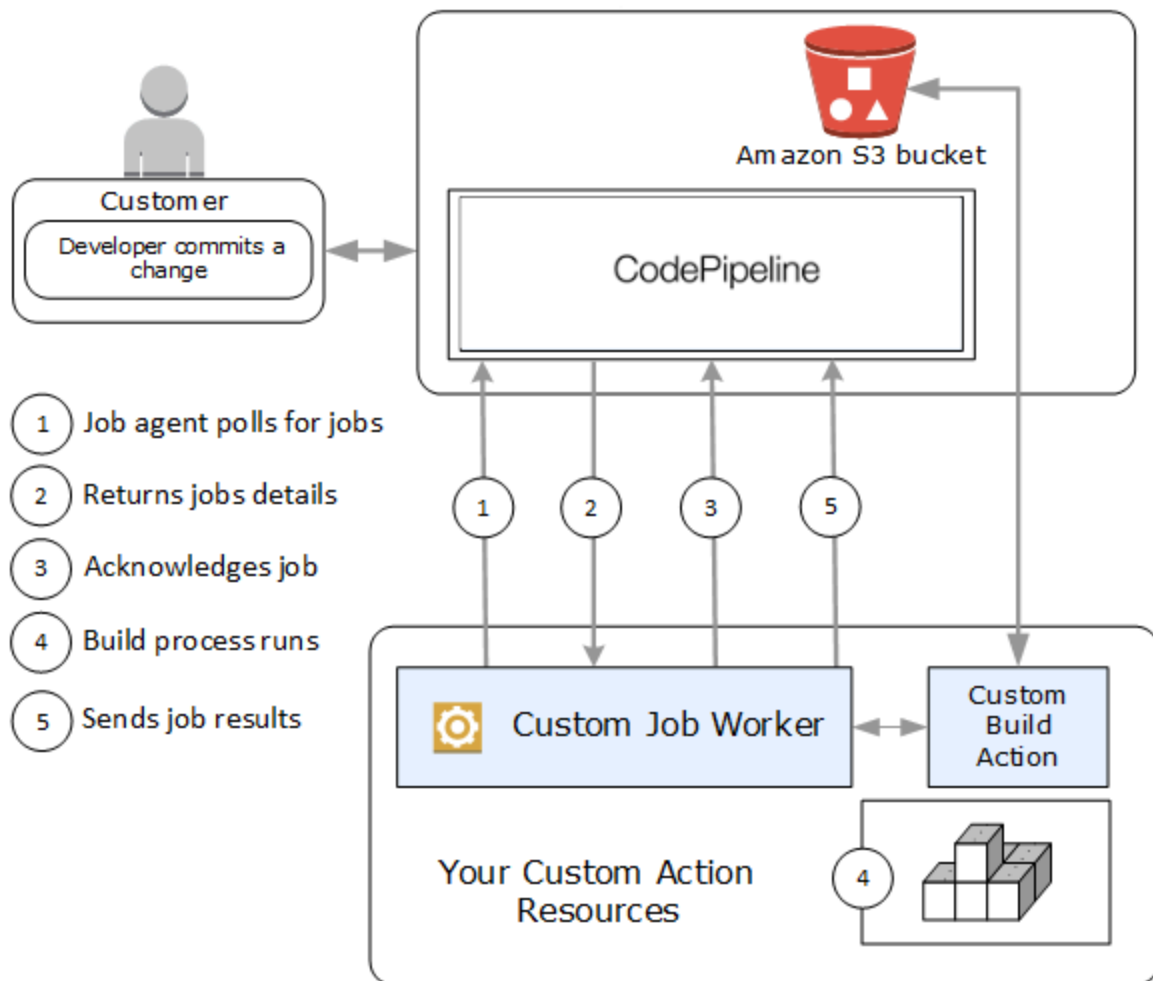 Amazon S3 bucket
Customer
Developer commits a
change
CodePipeline
1 Job agent polls for jobs
2 Returns jobs details
3 Acknowledges job
4 Build process runs
5 Sends job results
1
2
3
5
Custom Job Worker
Custom
Build
Action
Your Custom Action
Resources
4